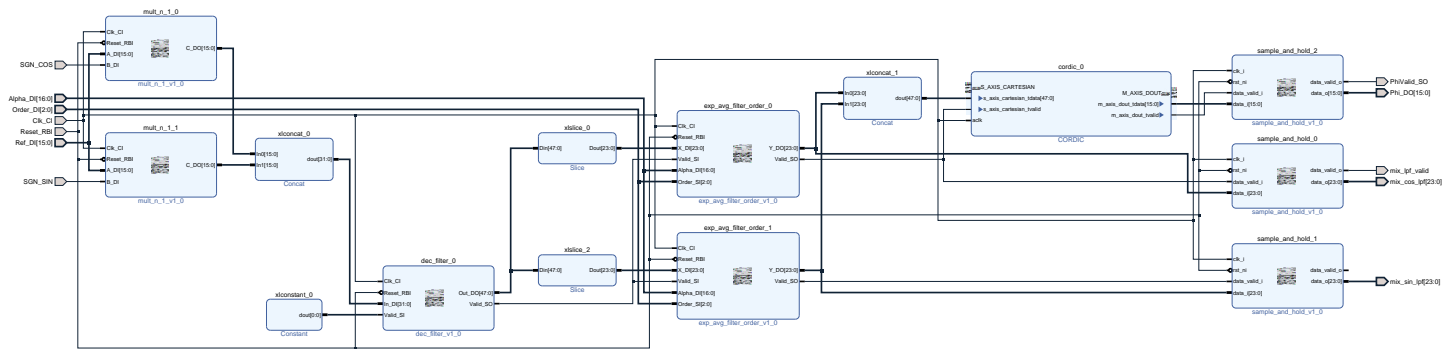 SGN_COS
Alpha_DI[16:0]
Order_DI[2:0]
Clk_CI
Reset_RBI
Ref_DI[15:0]
SGN_SIN
mult_n_1_0
Clk_CI
Reset_RBI
A_DI[15:0]
B_DI
C_DO[15:0]
mult_n_1_v1_0
mult_n_1_1
Clk_CI
Reset_RBI
A_DI[15:0]
B_DI
C_DO[15:0]
mult_n_1_v1_0
xlconcat_0
In0[15:0]
In1[15:0]
dout[31:0]
Concat
xlconstant_0
dout[0:0]
Constant
dec_filter_0
Clk_CI
Reset_RBI
In_DI[31:0]
Valid_SI
Out_DO[47:0]
Valid_SO
dec_filter_v1_0
xlslice_0
Din[47:0]
Dout[23:0]
Slice
xlslice_2
Din[47:0]
Dout[23:0]
Slice
exp_avg_filter_order_0
Clk_CI
Reset_RBI
X_DI[23:0]
Valid_SI
Alpha_DI[16:0]
Order_SI[2:0]
Y_DO[23:0]
Valid_SO
exp_avg_filter_order_v1_0
exp_avg_filter_order_1
Clk_CI
Reset_RBI
X_DI[23:0]
Valid_SI
Alpha_DI[16:0]
Order_SI[2:0]
Y_DO[23:0]
Valid_SO
exp_avg_filter_order_v1_0
xlconcat_1
In0[23:0]
In1[23:0]
dout[47:0]
Concat
cordic_0
S_AXIS_CARTESIAN
s_axis_cartesian_tdata[47:0]
s_axis_cartesian_tvalid
aclk
M_AXIS_DOUT
m_axis_dout_tdata[15:0]
m_axis_dout_tvalid
CORDIC
sample_and_hold_2
clk_i
rst_ni
data_valid_i
data_i[15:0]
data_valid_o
data_o[15:0]
sample_and_hold_v1_0
sample_and_hold_0
clk_i
rst_ni
data_valid_i
data_i[23:0]
data_valid_o
data_o[23:0]
sample_and_hold_v1_0
sample_and_hold_1
clk_i
rst_ni
data_valid_i
data_i[23:0]
data_valid_o
data_o[23:0]
sample_and_hold_v1_0
PhiValid_SO
Phi_DO[15:0]
mix_lpf_valid
mix_cos_lpf[23:0]
mix_sin_lpf[23:0]